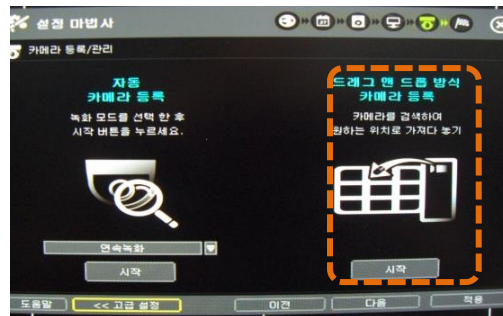 설정 마법사
카메라 등록/관리
자동
카메라 등록
녹화 모드를 선택 한 후
시작 버튼을 누르세요.
연속녹화
시작
드래그 앤 드롭 방식
카메라 등록
카메라를 검색하여
원하는 위치로 가져다 놓기
시작
도움말
<< 고급 설정
이전
다음
적용